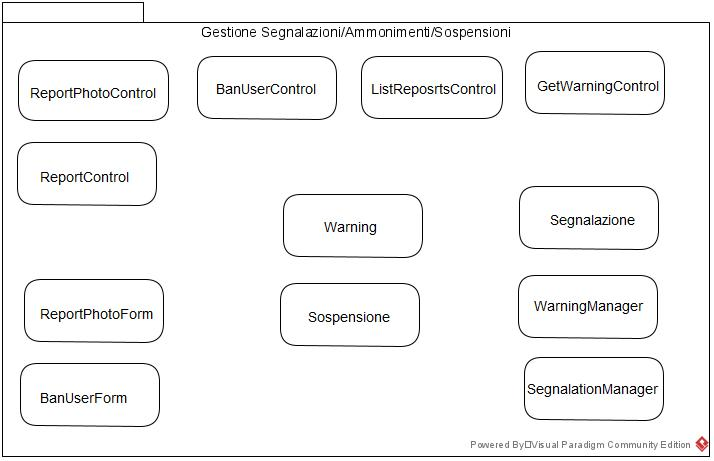 Gestione Segnalazioni/Ammonimenti/Sospensioni
ReportPhotoControl
BanUserControl
ListReposrtsControl
GetWarningControl
ReportControl
Warning
Segnalazione
ReportPhotoForm
Sospensione
WarningManager
BanUserForm
SegnalationManager
Powered By□Visual Paradigm Community Edition